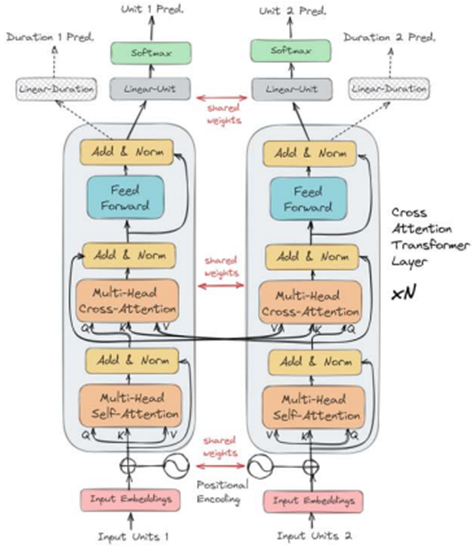 Unit 1 Pred.
Unit 2 Pred.
Duration 1 Pred.
Duration 2 Pred.
Softmax
Softmax
Linear-Duration
Linear-Unit
Linear-Unit
Linear-Duration
shared
weights
Add & Norm
Add & Norm
Feed
Forward
Feed
Forward
Cross
Attention
Transformer
Layer
xN
Add & Norm
shared
weights
Add & Norm
Multi-Head
Cross-Attention
Multi-Head
Cross-Attention
Q K V
V K Q
Add & Norm
Add & Norm
Multi-Head
Self-Attention
Multi-Head
Self-Attention
Q K V
V K Q
shared
weights
Positional
Encoding
Input Embeddings
Input Embeddings
Input Units 1
Input Units 2